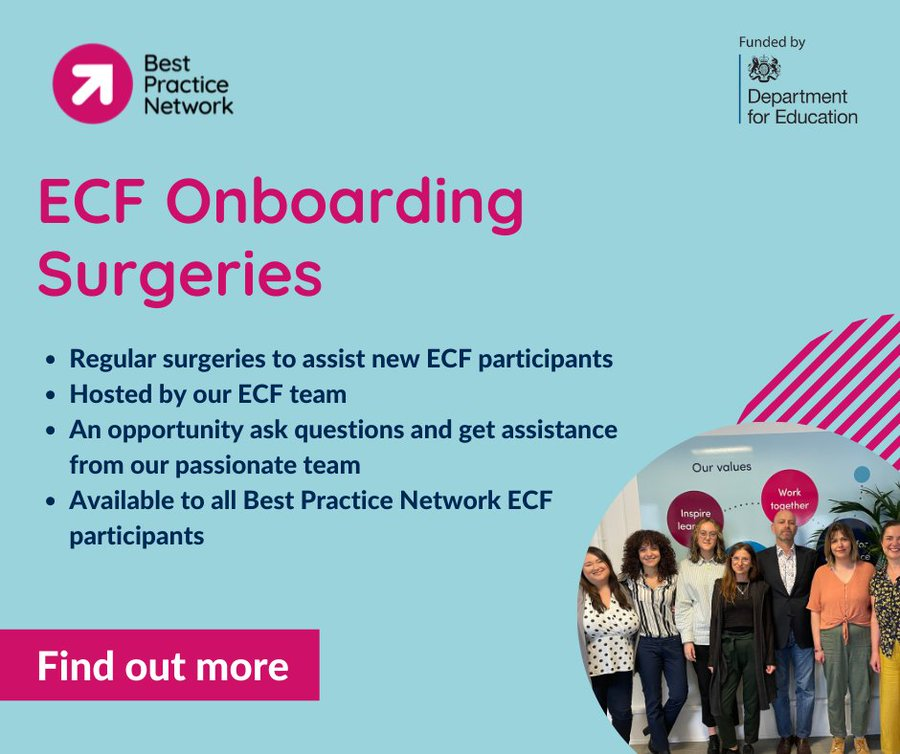 Best
Practice
Network
Funded by
Department
for Education
ECF Onboarding
Surgeries
• Regular surgeries to assist new ECF participants
• Hosted by our ECF team
• An opportunity ask questions and get assistance
from our passionate team
• Available to all Best Practice Network ECF
participants
Our values
Work
together
Inspire
Find out more